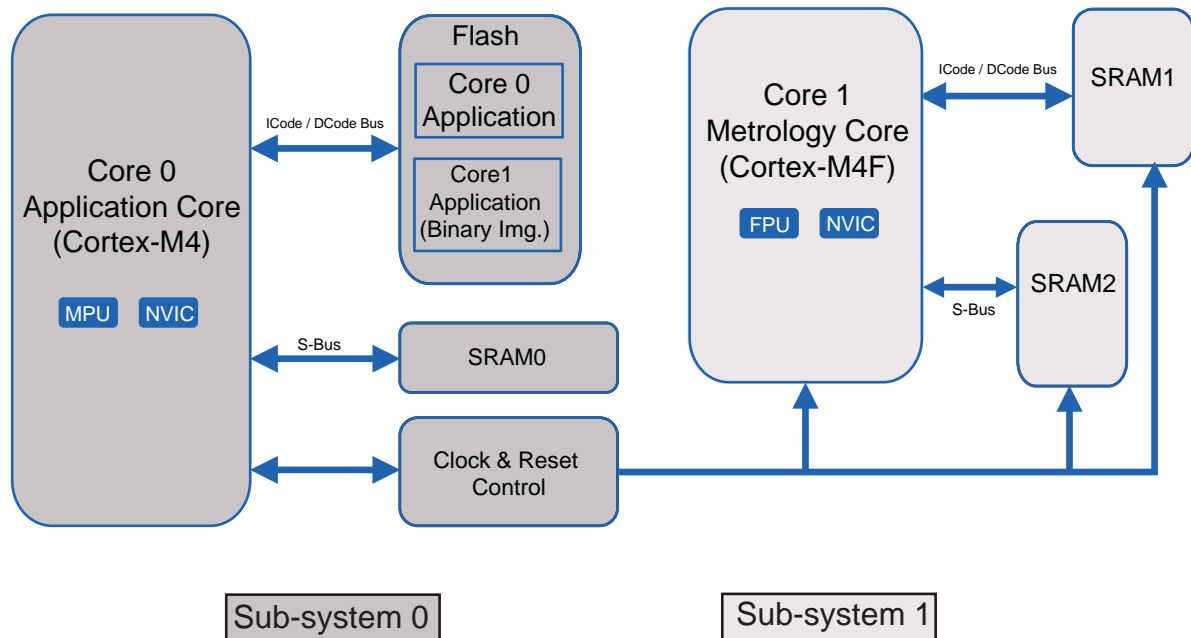 Core 0
Application Core
(Cortex-M4)
MPU
NVIC
ICode / DCode Bus
Flash
Core 0
Application
Core1
Application
(Binary Img.)
S-Bus
SRAM0
Clock & Reset
Control
Core 1
Metrology Core
(Cortex-M4F)
FPU
NVIC
ICode / DCode Bus
SRAM1
S-Bus
SRAM2
Sub-system 0
Sub-system 1